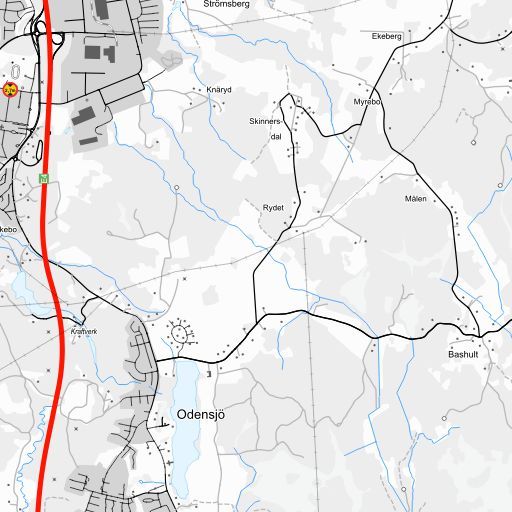 Strömsberg
Ekeberg
Knäryd
Myrebo
Skinners-
dal
Målen
Rydet
kebo
Kraftverk
Bashult
Odensjö